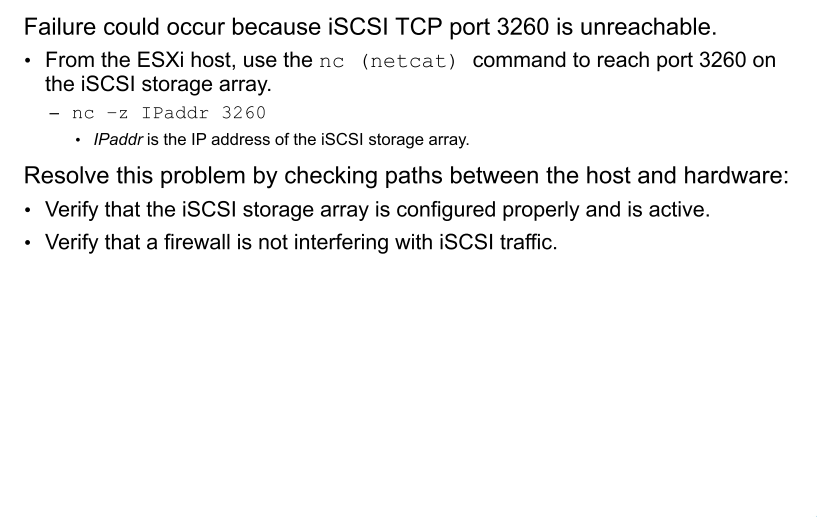 Failure could occur because iSCSI TCP port 3260 is unreachable.
• From the ESXi host, use the nc (netcat) command to reach port 3260 on
the iSCSI storage array.
– nc –z IPaddr 3260
• IPaddr is the IP address of the iSCSI storage array.
Resolve this problem by checking paths between the host and hardware:
• Verify that the iSCSI storage array is configured properly and is active.
• Verify that a firewall is not interfering with iSCSI traffic.